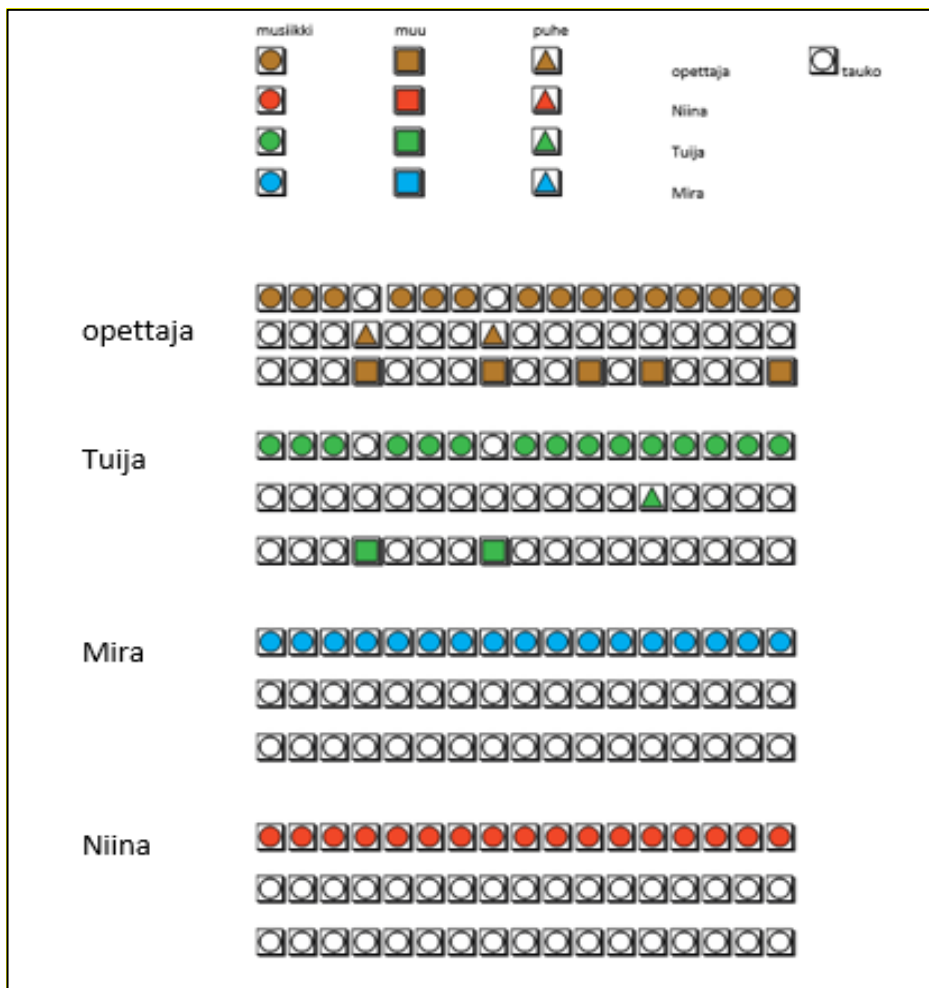 musiikki muu puhe
opettaja tauko
Niina
Tuija
Mira
opettaja
Tuija
Mira
Niina